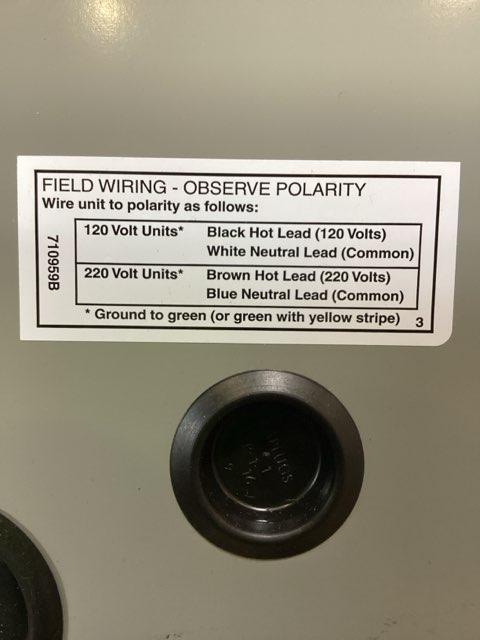 FIELD WIRING - OBSERVE POLARITY
Wire unit to polarity as follows:
120 Volt Units* Black Hot Lead (120 Volts)
White Neutral Lead (Common)
220 Volt Units* Brown Hot Lead (220 Volts)
Blue Neutral Lead (Common)
* Ground to green (or green with yellow stripe) 3
710959B
PLUGS